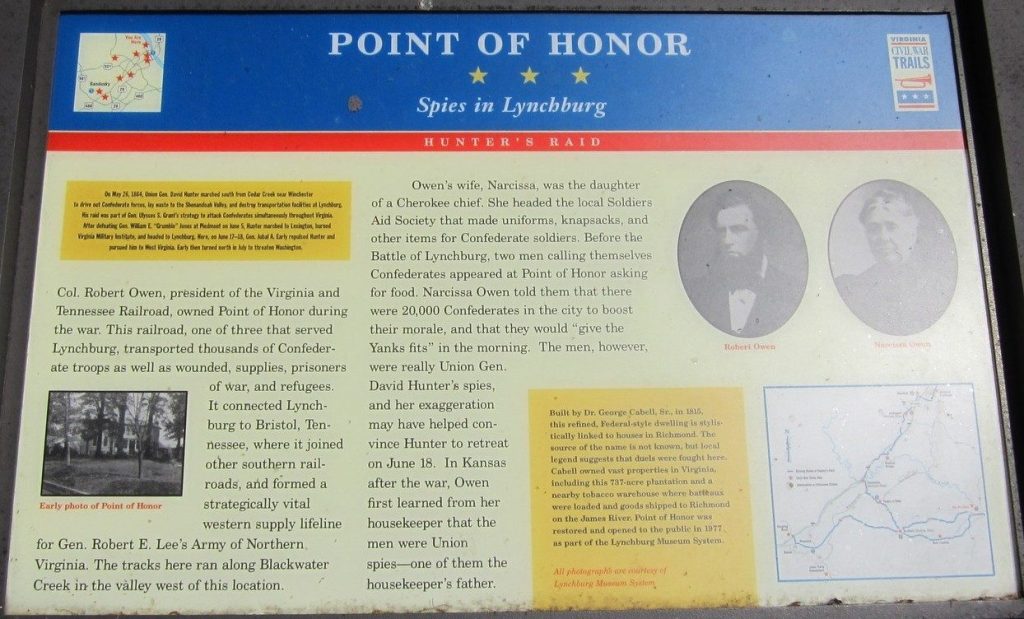 POINT OF HONOR
Spies in Lynchburg
VIRGINIA
CIVIL WAR
TRAILS
HUNTER'S RAID
You Are
Here
Sandusky
On May 26, 1864, Union Gen. David Hunter marched south from Cedar Creek near Winchester
to drive out Confederate forces, lay waste to the Shenandoah Valley, and destroy transportation facilities at Lynchburg.
His raid was part of Gen. Ulysses S. Grant's strategy to attack Confederates simultaneously throughout Virginia.
After defeating Gen. William E. "Grumble" Jones at Piedmont on June 5, Hunter marched to Lexington, burned
Virginia Military Institute, and headed to Lynchburg. Here, on June 17–18, Gen. Jubal A. Early repulsed Hunter and
pursued him to West Virginia. Early then turned north in July to threaten Washington.
Col. Robert Owen, president of the Virginia and
Tennessee Railroad, owned Point of Honor during
the war. This railroad, one of three that served
Lynchburg, transported thousands of Confeder-
ate troops as well as wounded, supplies, prisoners
of war, and refugees.
It connected Lynch-
burg to Bristol, Ten-
nessee, where it joined
other southern rail-
roads, and formed a
strategically vital
western supply lifeline
for Gen. Robert E. Lee's Army of Northern
Virginia. The tracks here ran along Blackwater
Creek in the valley west of this location.
Early photo of Point of Honor
Owen's wife, Narcissa, was the daughter
of a Cherokee chief. She headed the local Soldiers
Aid Society that made uniforms, knapsacks, and
other items for Confederate soldiers. Before the
Battle of Lynchburg, two men calling themselves
Confederates appeared at Point of Honor asking
for food. Narcissa Owen told them that there
were 20,000 Confederates in the city to boost
their morale, and that they would "give the
Yanks fits" in the morning. The men, however,
were really Union Gen.
David Hunter's spies,
and her exaggeration
may have helped con-
vince Hunter to retreat
on June 18. In Kansas
after the war, Owen
first learned from her
housekeeper that the
men were Union
spies—one of them the
housekeeper's father.
Robert Owen
Narcissa Owen
Built by Dr. George Cabell, Sr., in 1815,
this refined, Federal-style dwelling is stylis-
tically linked to houses in Richmond. The
source of the name is not known, but local
legend suggests that duels were fought here.
Cabell owned vast properties in Virginia,
including this 737-acre plantation and a
nearby tobacco warehouse where batteaux
were loaded and goods shipped to Richmond
on the James River. Point of Honor was
restored and opened to the public in 1977
as part of the Lynchburg Museum System.
All photographs are courtesy of
Lynchburg Museum System